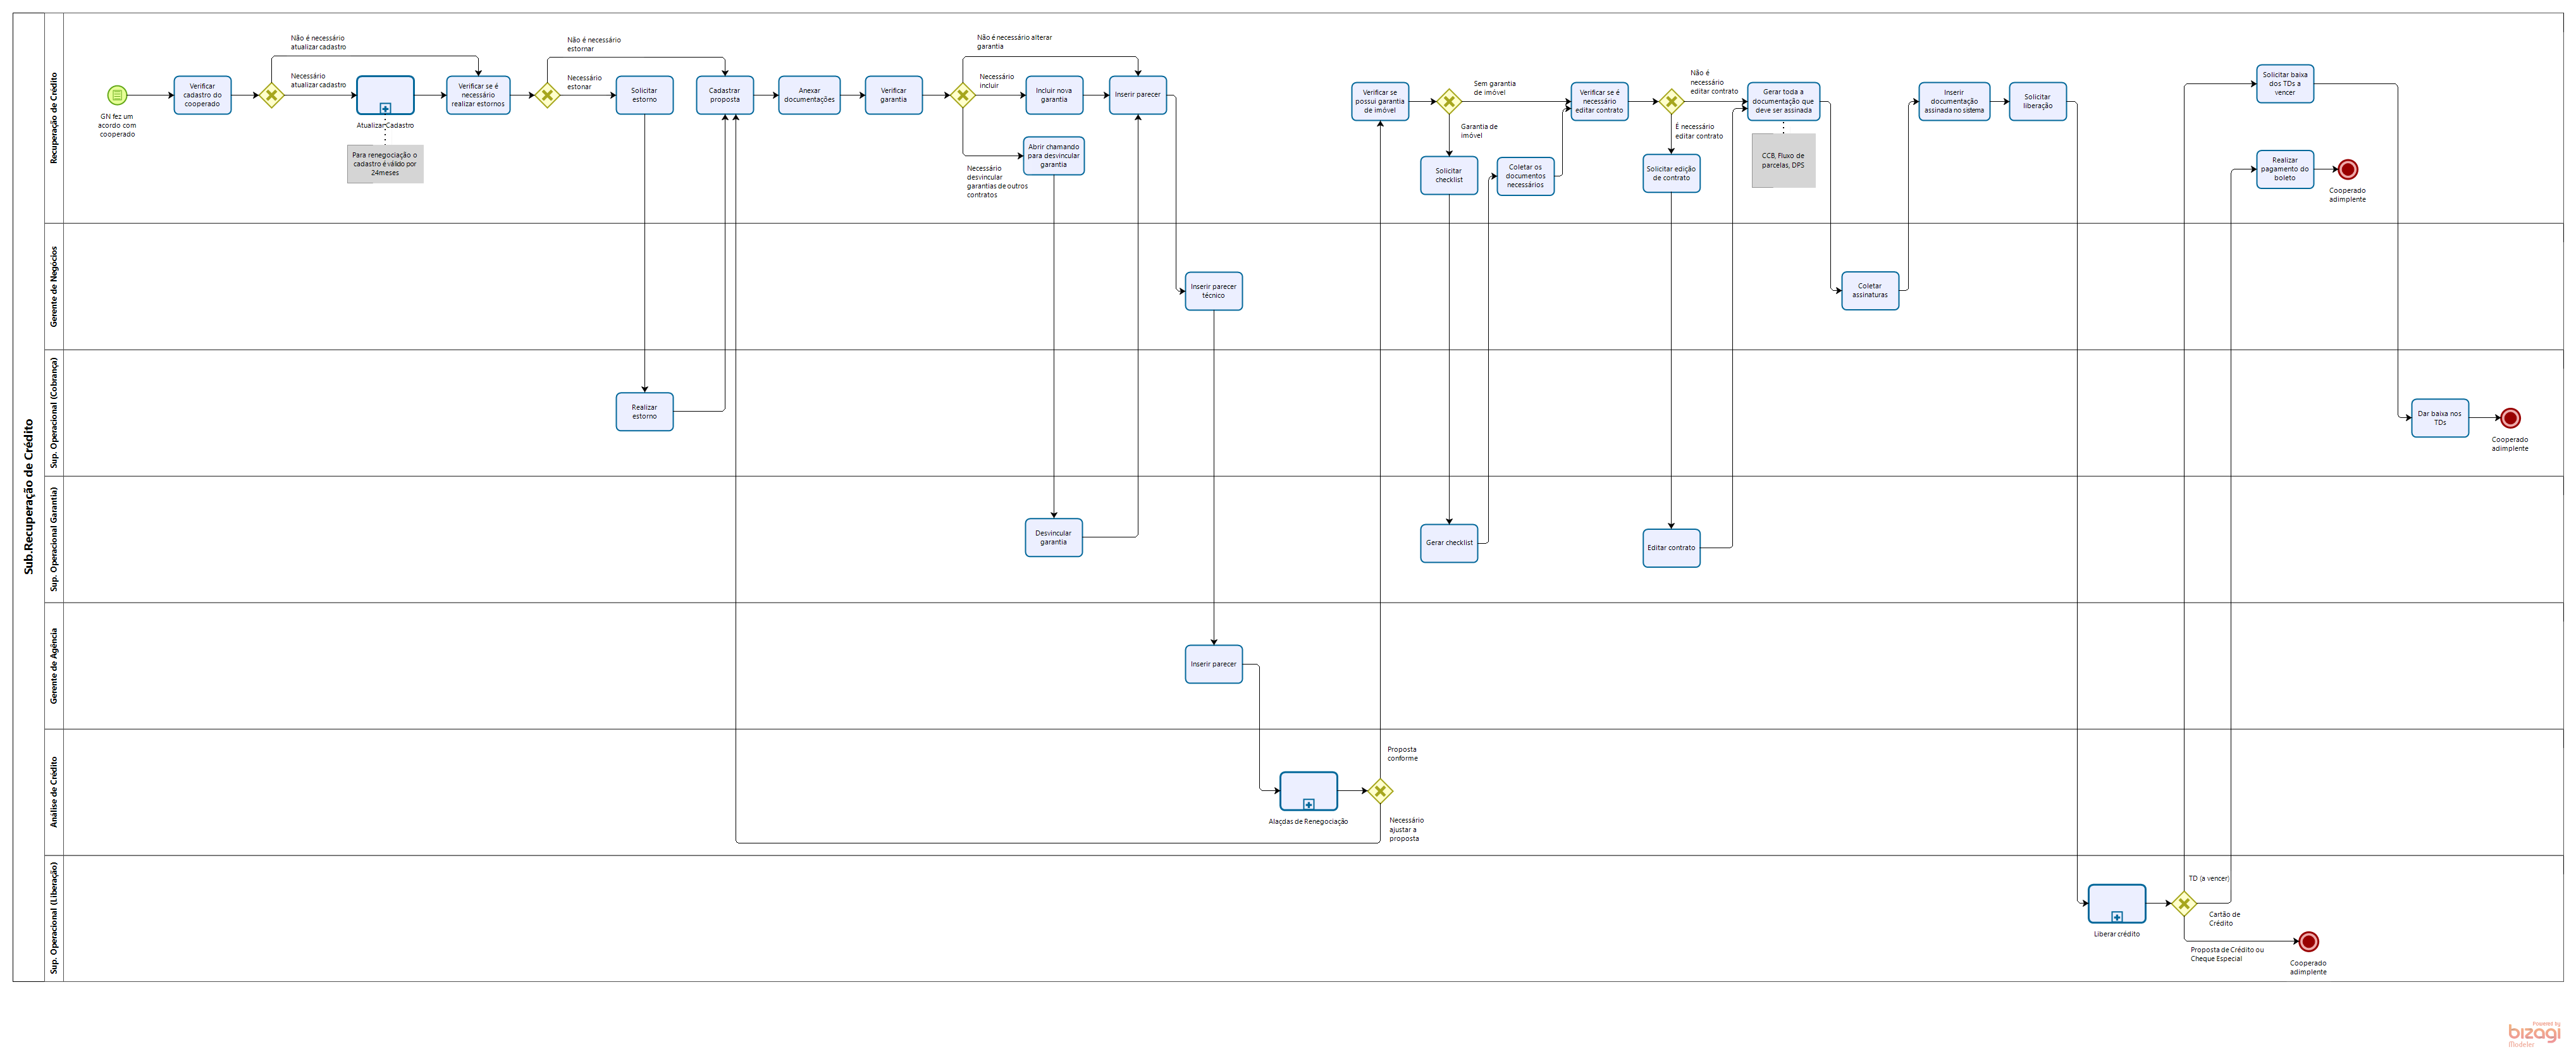 Sub.Recuperação de Crédito
Recuperação de Crédito
GN fez um
acordo com
cooperado
Verificar
cadastro do
cooperado
Não é necessário
atualizar cadastro
Necessário
atualizar cadastro
Atualizar Cadastro
Para renegociação o
cadastro é válido por
24meses
Verificar se é
necessário
realizar estornos
Não é necessário
estornar
Necessário
estonar
Solicitar
estorno
Cadastrar
proposta
Anexar
documentações
Verificar
garantia
Não é necessário alterar
garantia
Necessário
incluir
Necessário
desvincular
garantias de outros
contratos
Incluir nova
garantia
Abrir chamando
para desvincular
garantia
Inserir parecer
Verificar se
possui garantia
de imóvel
Sem garantia
de imóvel
Garantia de
imóvel
Solicitar
checklist
Coletar os
documentos
necessários
Verificar se é
necessário
editar contrato
Não é
necessário
editar contrato
É necessário
editar contrato
Solicitar edição
de contrato
Gerar toda a
documentação que
deve ser assinada
CCB, Fluxo de
parcelas, DPS
Inserir
documentação
assinada no sistema
Solicitar
liberação
Solicitar baixa
dos TDs a
vencer
Realizar
pagamento do
boleto
Cooperado
adimplente
Gerente de Negócios
Inserir parecer
técnico
Coletar
assinaturas
Sup. Operacional (Cobrança)
Realizar
estorno
Dar baixa nos
TDs
Cooperado
adimplente
Sup. Operacional Garantia)
Desvincular
garantia
Gerar checklist
Editar contrato
Gerente de Agência
Inserir parecer
Análise de Crédito
Alaçdas de Renegociação
Proposta
conforme
Necessário
ajustar a
proposta
Sup. Operacional (Liberação)
Liberar crédito
TD (a vencer)
Cartão de
Crédito
Proposta de Crédito ou
Cheque Especial
Cooperado
adimplente
Powered by
bizagi
Modeler